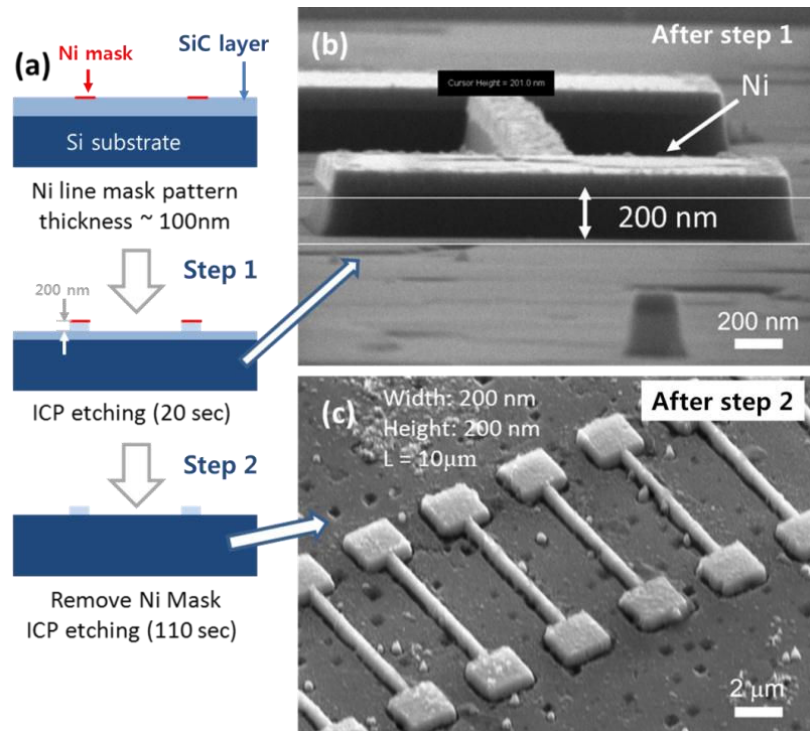 (a)
Ni mask
SiC layer
Si substrate
Ni line mask pattern
thickness ~ 100nm
Step 1
200 nm
ICP etching (20 sec)
Step 2
Remove Ni Mask
ICP etching (110 sec)
(b)
After step 1
Cursor Height = 201.0 nm
Ni
200 nm
200 nm
(c)
Width: 200 nm
Height: 200 nm
L = 10μm
After step 2
2 μm